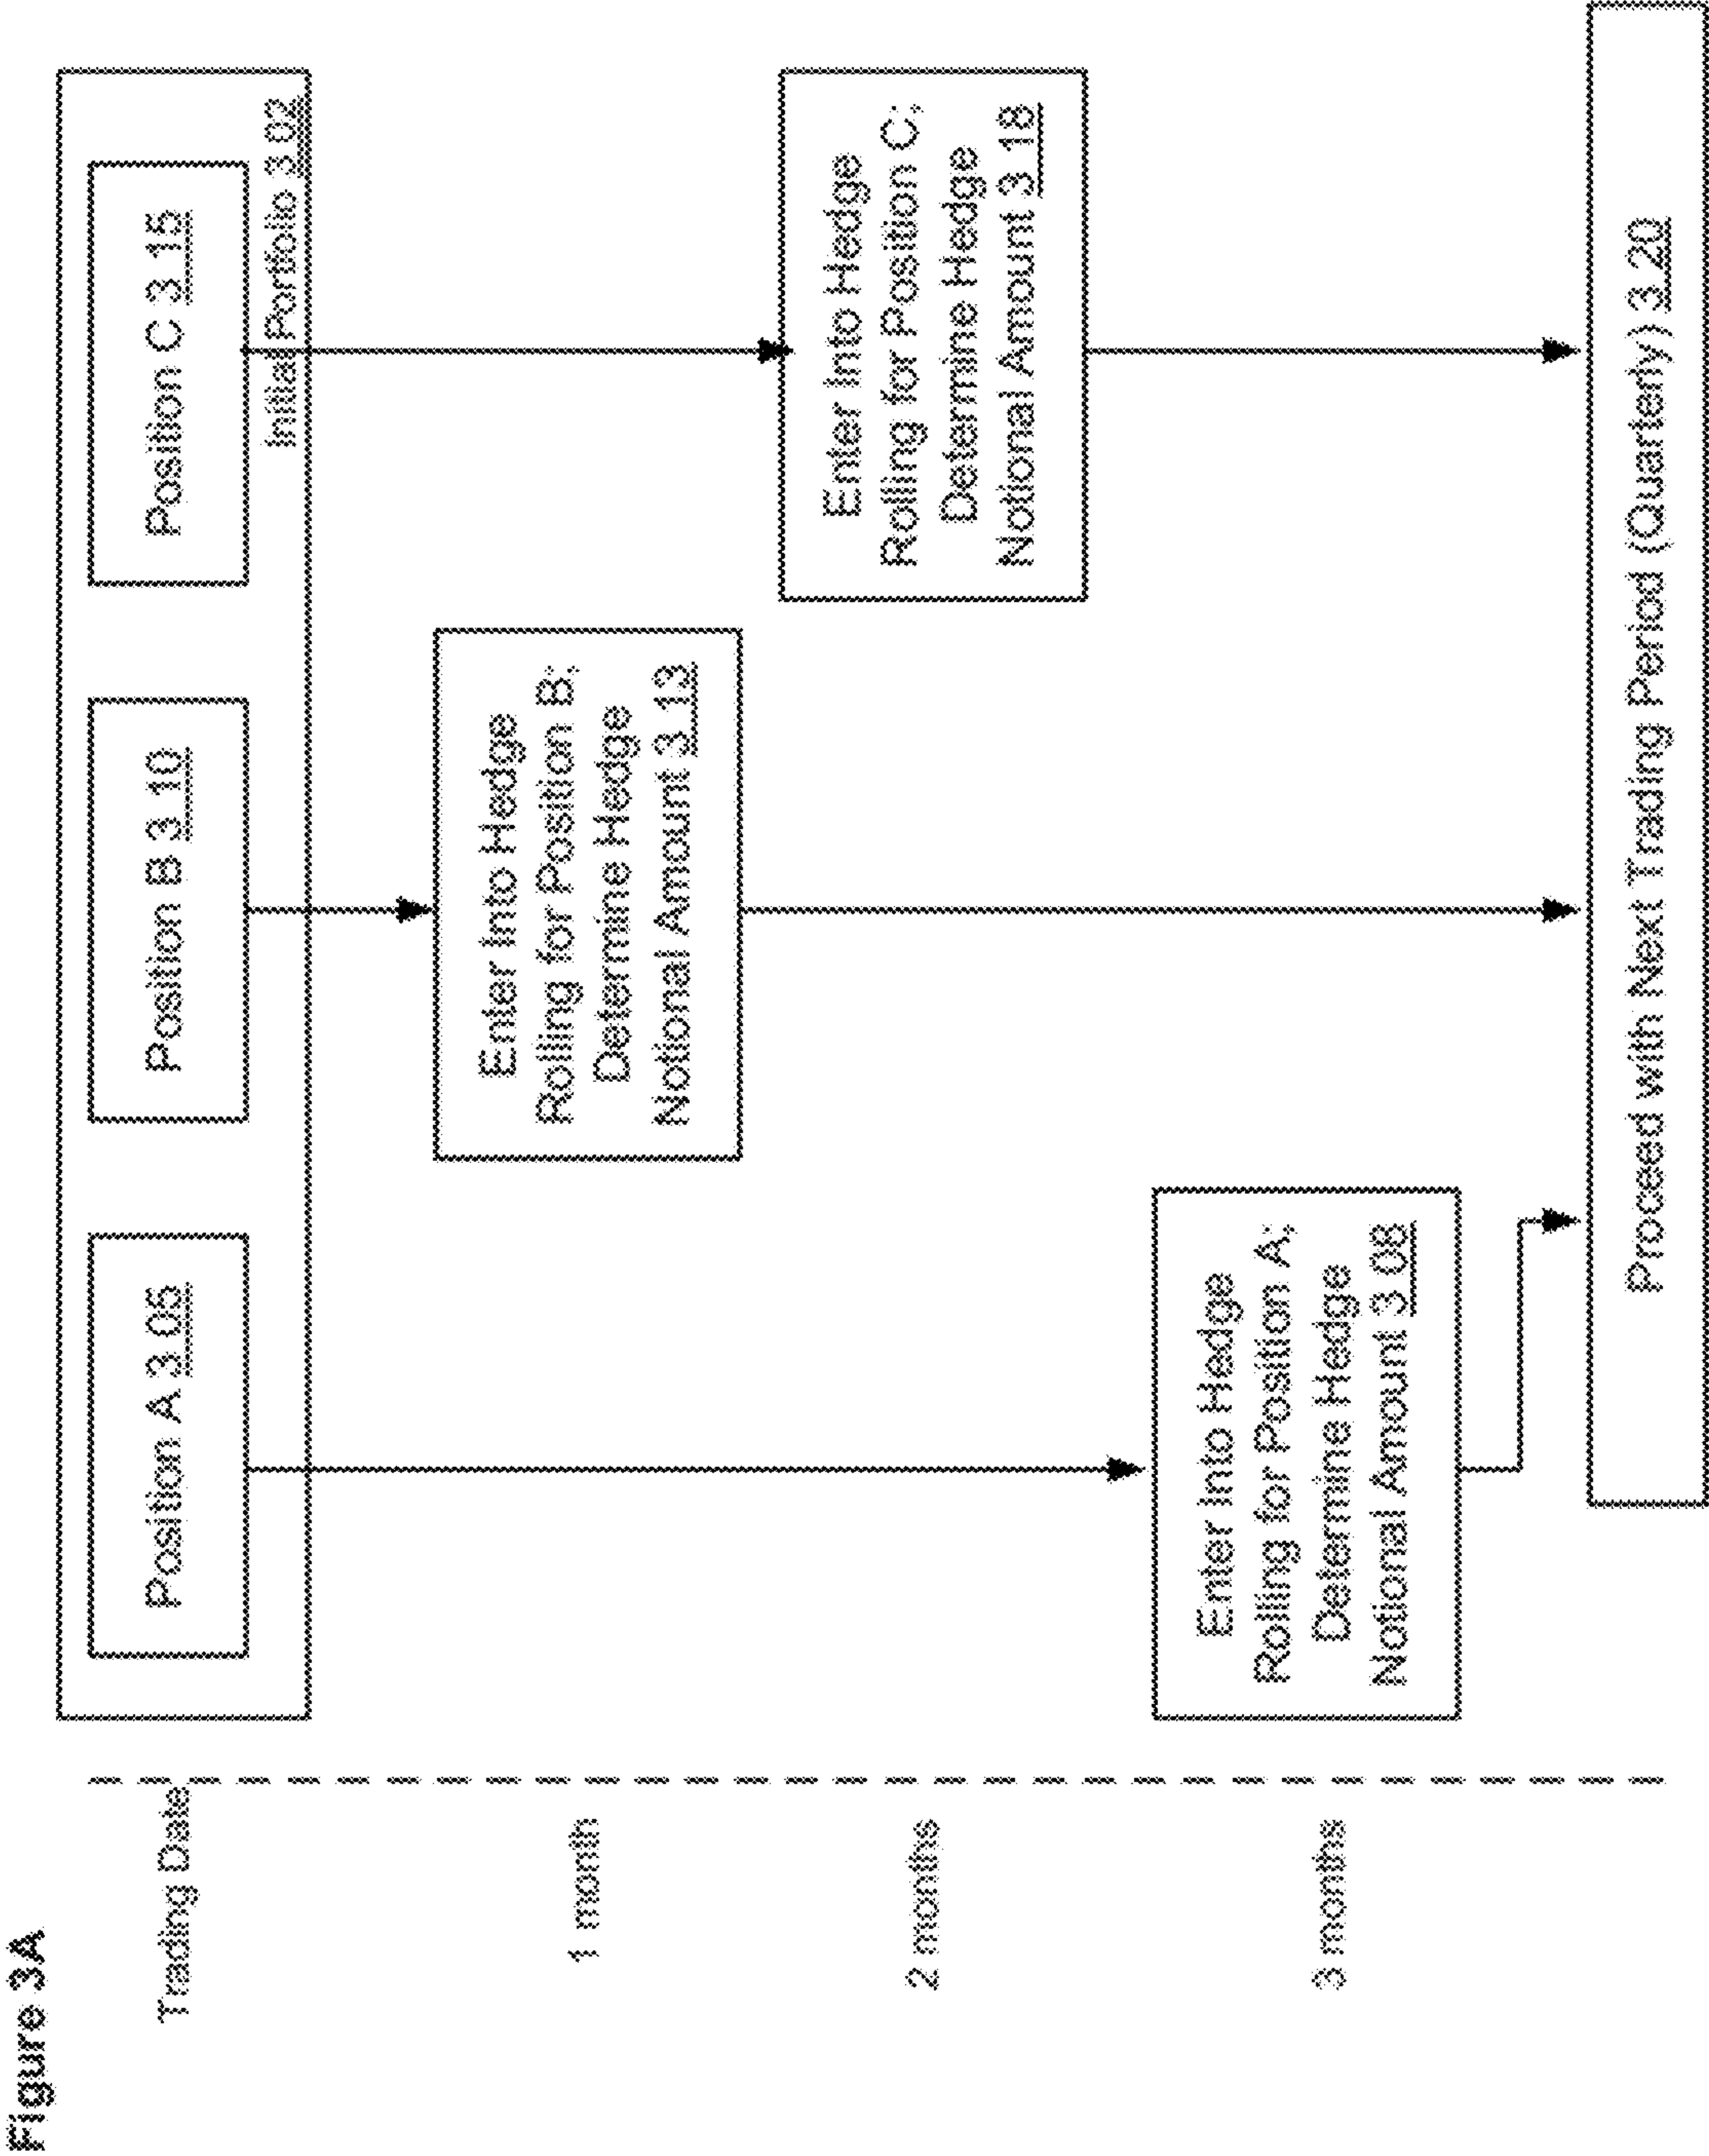 Figure 3A
Trading Date
Position A 3 05
Position B 3 10
Position C 3 15
Initial Portfolio 3 02
1 month
Enter Into Hedge
Rolling for Position B;
Determine Hedge
Notional Amount 3 13
2 months
Enter Into Hedge
Rolling for Position C;
Determine Hedge
Notional Amount 3 18
3 months
Enter Into Hedge
Rolling for Position A;
Determine Hedge
Notional Amount 3 08
Proceed with Next Trading Period (Quarterly) 3 20